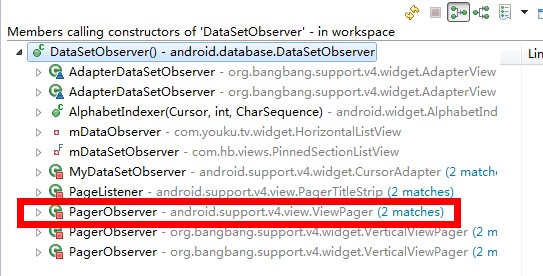 Members calling constructors of 'DataSetObserver' - in workspace
DataSetObserver() - android.database.DataSetObserver
Lin
AdapterDataSetObserver - org.bangbang.support.v4.widget.AdapterView
AdapterDataSetObserver - org.bangbang.support.v4.widget.AdapterView
AlphabetIndexer(Cursor, int, CharSequence) - android.widget.AlphabetInde
mDataObserver - com.youku.tv.widget.HorizontalListView
mDataSetObserver - com.hb.views.PinnedSectionListView
MyDataSetObserver - android.support.v4.widget.CursorAdapter (2 matches)
PageListener - android.support.v4.view.PagerTitleStrip (2 matches)
PagerObserver - android.support.v4.view.ViewPager (2 matches)
PagerObserver - org.bangbang.support.v4.widget.VerticalViewPager (2 matc
PagerObserver - org.bangbang.support.v4.widget.VerticalViewPager (2 matc